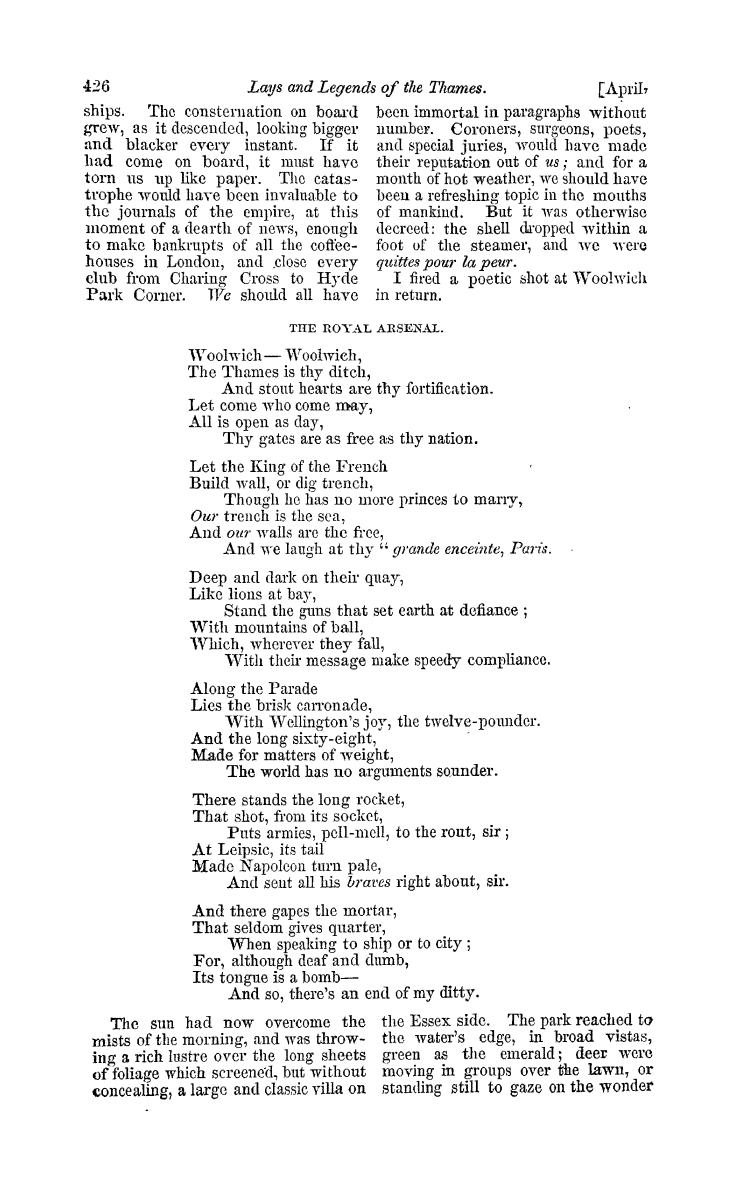 426 Lays and Legends of the Thames. [April,
ships. The consternation on board
grew, as it descended, looking bigger
and blacker every instant. If it
had come on board, it must have
torn us up like paper. The catas-
trophe would have been invaluable to
the journals of the empire, at this
moment of a dearth of news, enough
to make bankrupts of all the coffee-
houses in London, and close every
club from Charing Cross to Hyde
Park Corner. We should all have
been immortal in paragraphs without
number. Coroners, surgeons, poets,
and special juries, would have made
their reputation out of us; and for a
month of hot weather, we should have
been a refreshing topic in the mouths
of mankind. But it was otherwise
decreed: the shell dropped within a
foot of the steamer, and we were
quittes pour la peur.
I fired a poetic shot at Woolwich
in return.
THE ROYAL ARSENAL.
Woolwich—Woolwich,
The Thames is thy ditch,
And stout hearts are thy fortification.
Let come who come may,
All is open as day,
Thy gates are as free as thy nation.
Let the King of the French
Build wall, or dig trench,
Though he has no more princes to marry,
Our trench is the sea,
And our walls are the free,
And we laugh at thy “grande enceinte, Paris.
Deep and dark on their quay,
Like lions at bay,
Stand the guns that set earth at defiance;
With mountains of ball,
Which, wherever they fall,
With their message make speedy compliance.
Along the Parade
Lies the brisk carronade,
With Wellington's joy, the twelve-pounder.
And the long sixty-eight,
Made for matters of weight,
The world has no arguments sounder.
There stands the long rocket,
That shot, from its socket,
Puts armies, pell-mell, to the rout, sir;
At Leipsic, its tail
Made Napoleon turn pale,
And sent all his braves right about, sir.
And there gapes the mortar,
That seldom gives quarter,
When speaking to ship or to city;
For, although deaf and dumb,
Its tongue is a bomb—
And so, there's an end of my ditty.
The sun had now overcome the
mists of the morning, and was throw-
ing a rich lustre over the long sheets
of foliage which screened, but without
concealing, a large and classic villa on
the Essex side. The park reached to
the water's edge, in broad vistas,
green as the emerald; deer were
moving in groups over the lawn, or
standing still to gaze on the wonder